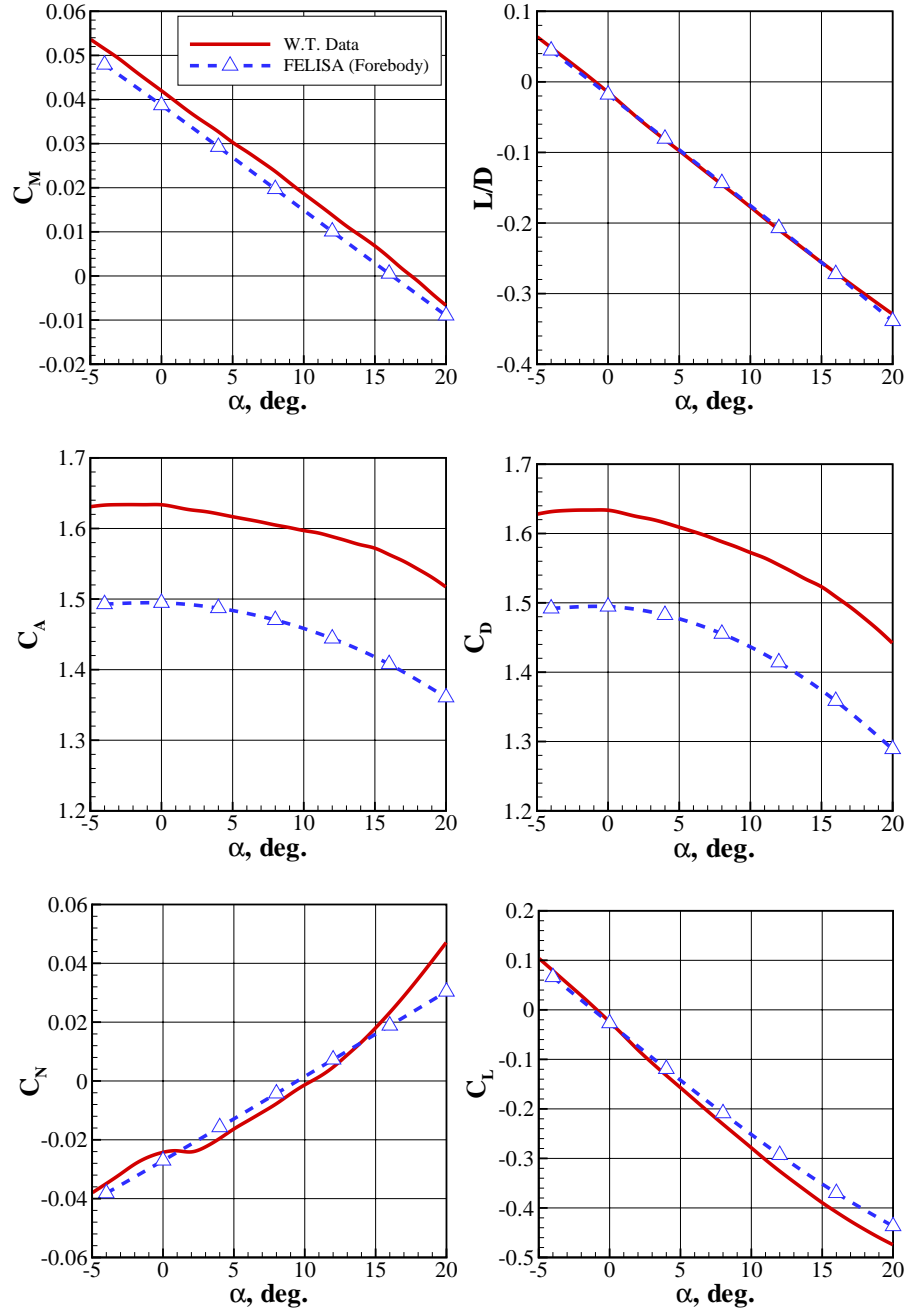 0.06
0.05
0.04
0.03
0.02
0.01
0
-0.01
-0.02
C_M
-5 0 5 10 15 20
α, deg.
W.T. Data
FELISA (Forebody)
0.1
0
-0.1
-0.2
-0.3
-0.4
L/D
-5 0 5 10 15 20
α, deg.
1.7
1.6
1.5
1.4
1.3
1.2
C_A
-5 0 5 10 15 20
α, deg.
1.7
1.6
1.5
1.4
1.3
1.2
C_D
-5 0 5 10 15 20
α, deg.
0.06
0.04
0.02
0
-0.02
-0.04
-0.06
C_N
-5 0 5 10 15 20
α, deg.
0.2
0.1
0
-0.1
-0.2
-0.3
-0.4
-0.5
C_L
-5 0 5 10 15 20
α, deg.